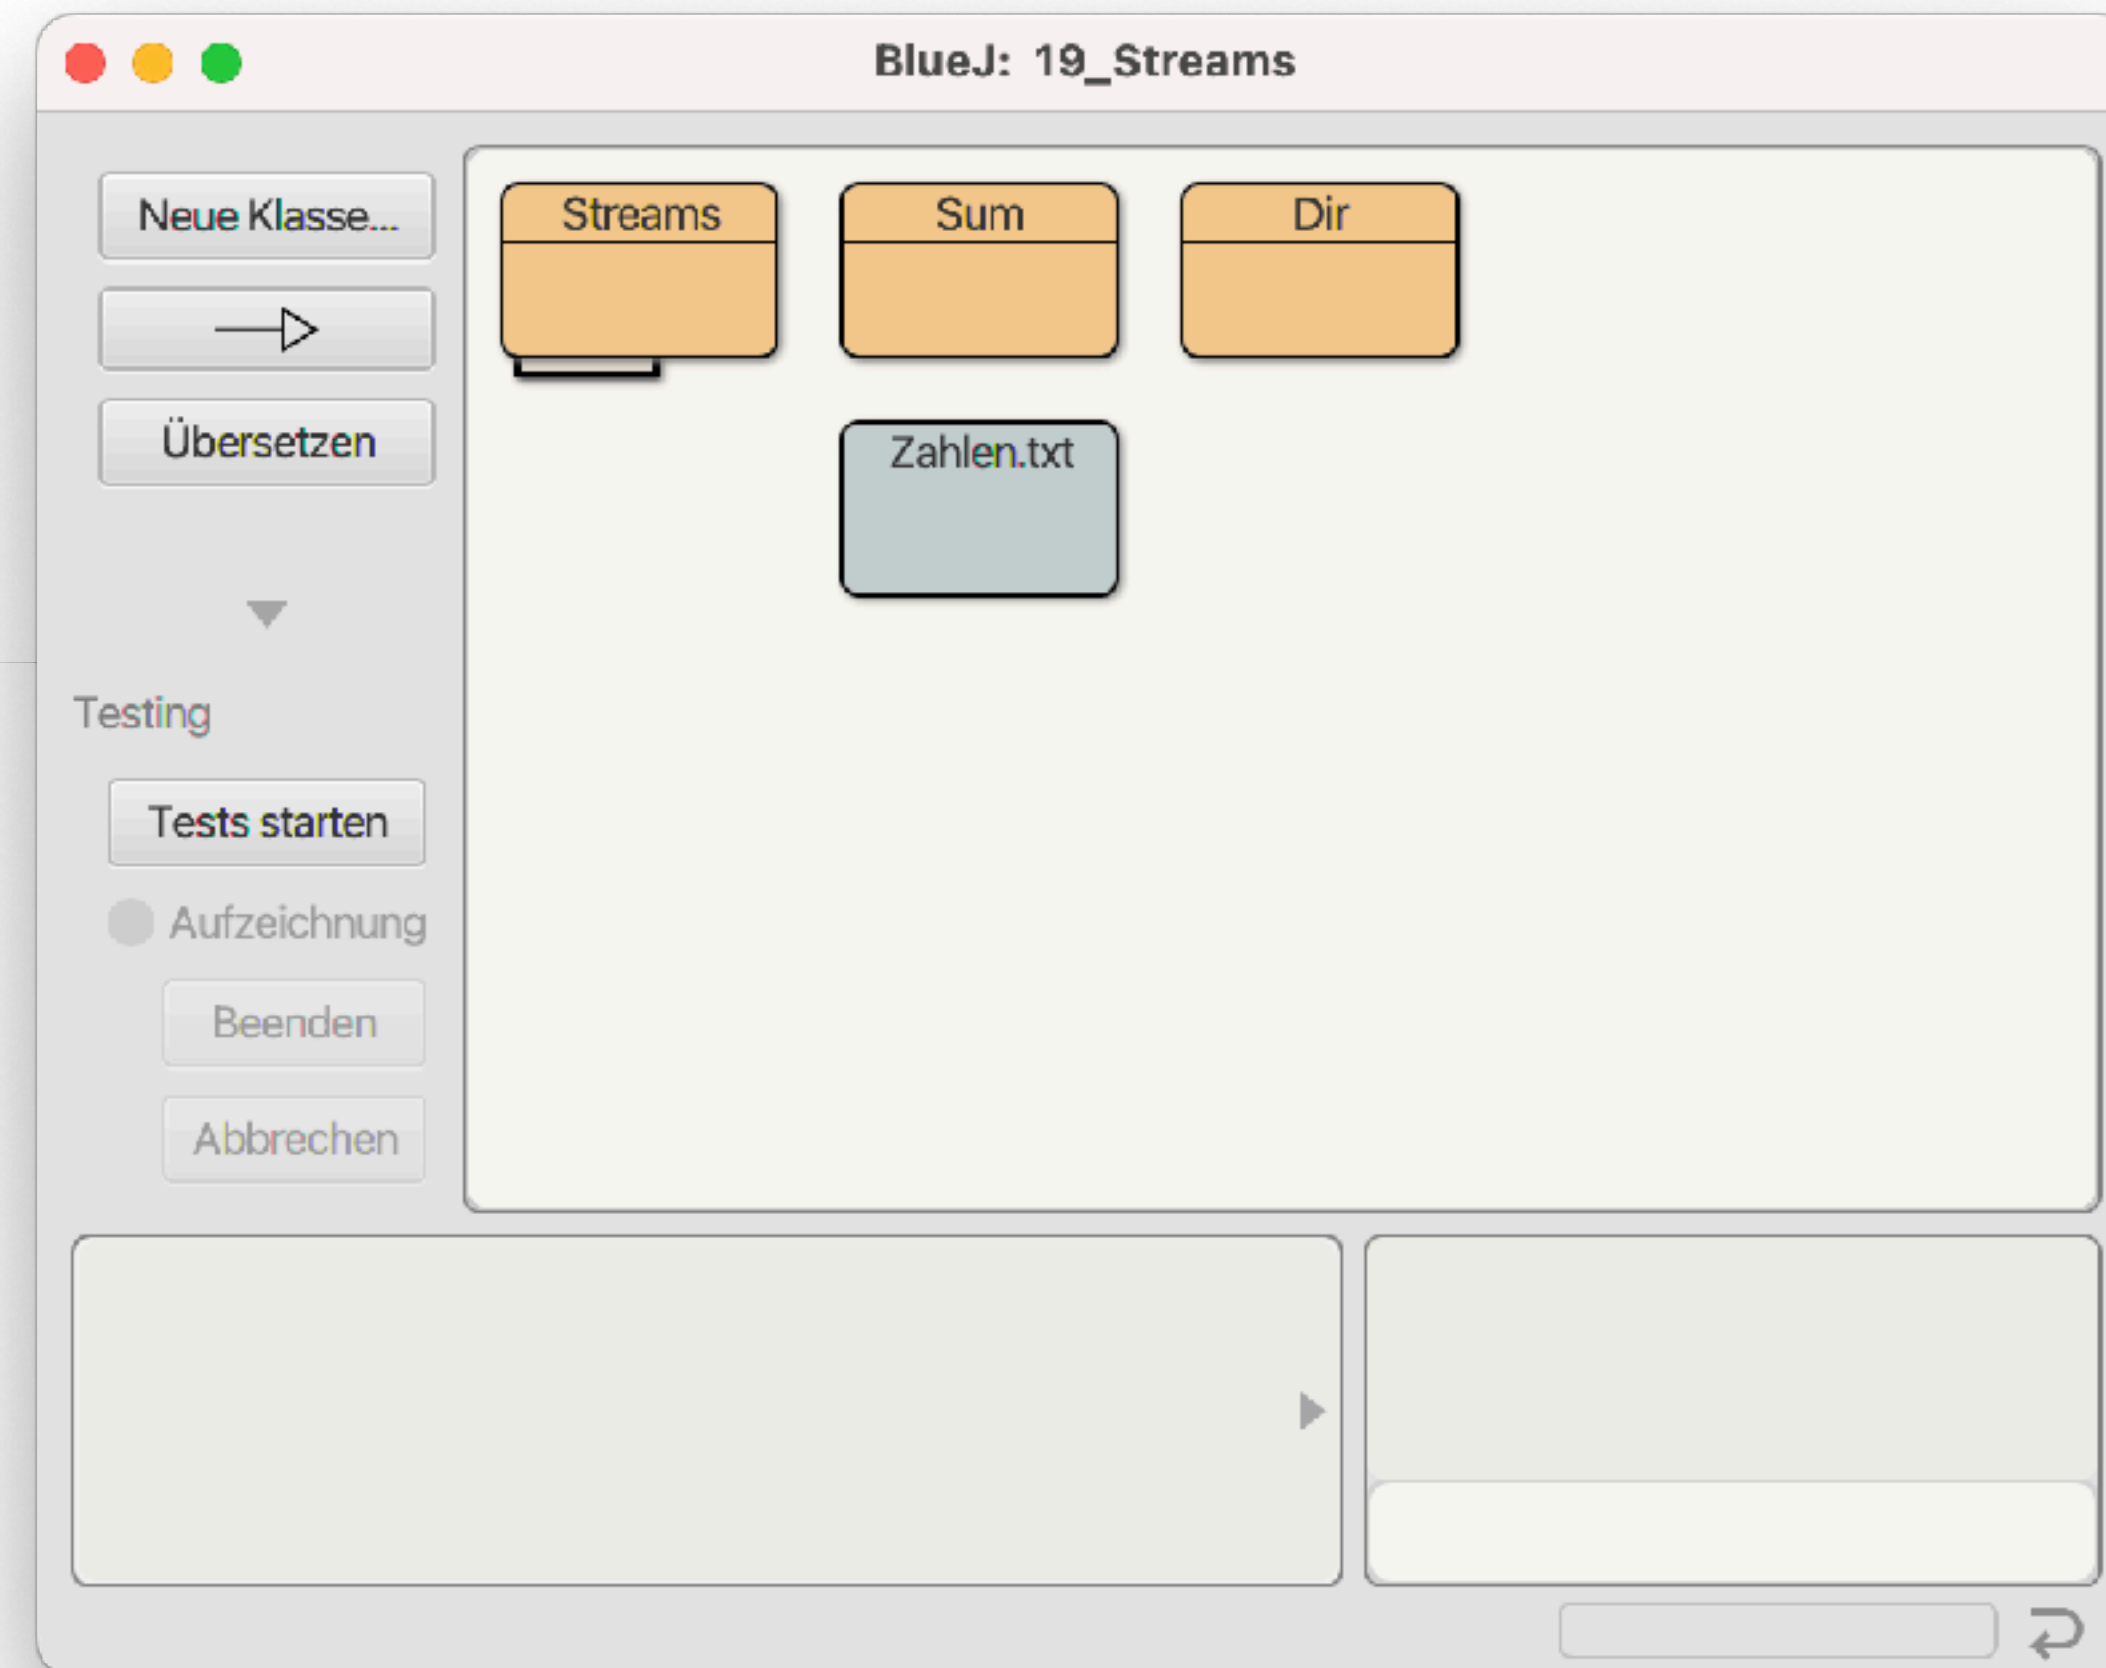 BlueJ: 19_Streams
Neue Klasse...
Übersetzen
Streams
Sum
Dir
Zahlen.txt
Testing
Tests starten
Aufzeichnung
Beenden
Abbrechen